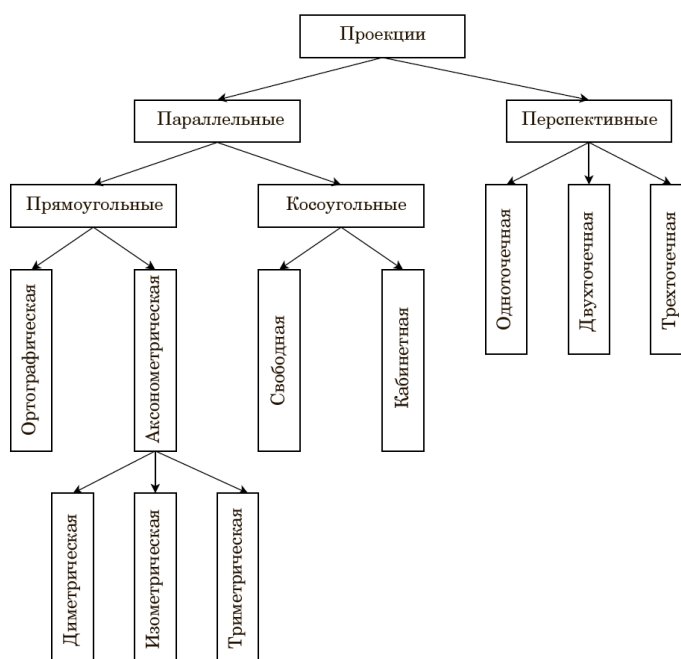 Проекции
Параллельные
Перспективные
Прямоугольные
Косоугольные
Ортографическая
Аксонометрическая
Свободная
Кабинетная
Одноточечная
Двухточечная
Трехточечная
Диметрическая
Изометрическая
Триметрическая